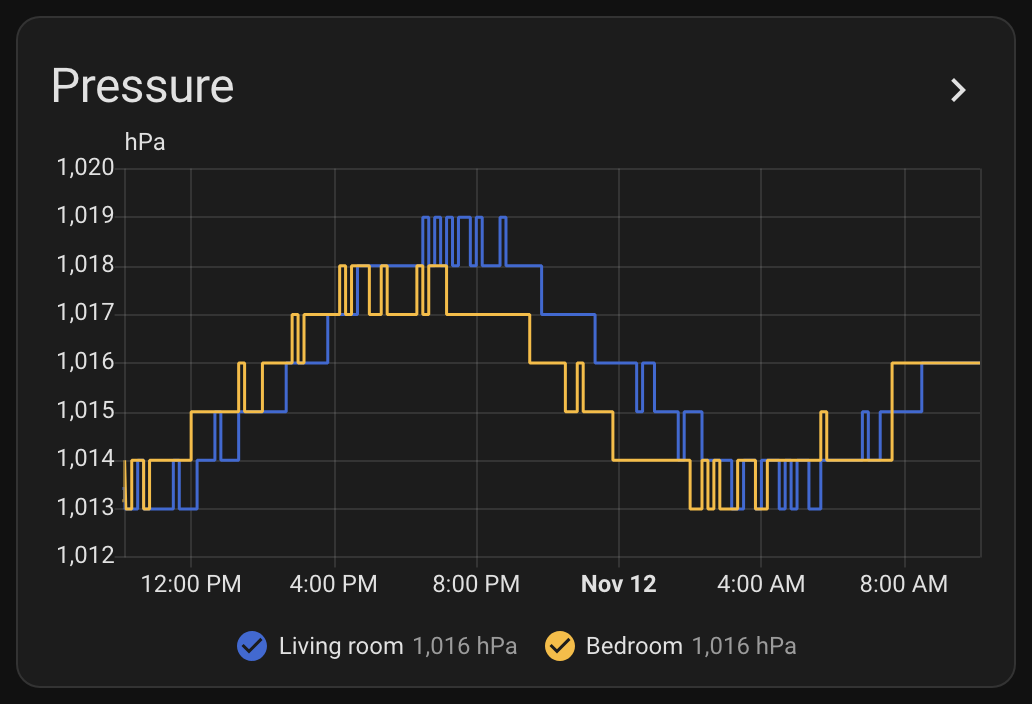 Pressure
hPa
1,020
1,019
1,018
1,017
1,016
1,015
1,014
1,013
1,012
12:00 PM 4:00 PM 8:00 PM Nov 12 4:00 AM 8:00 AM
Living room 1,016 hPa Bedroom 1,016 hPa